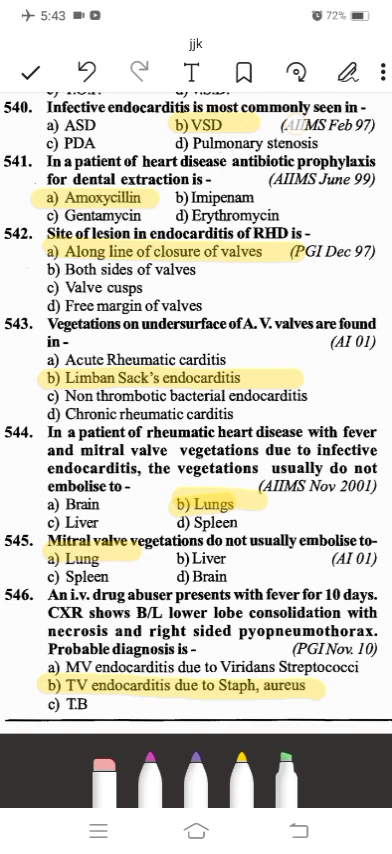 5:43
72%
jjk
540. Infective endocarditis is most commonly seen in -
a) ASD b) VSD (AIIMS Feb 97)
c) PDA d) Pulmonary stenosis
541. In a patient of heart disease antibiotic prophylaxis
for dental extraction is - (AIIMS June 99)
a) Amoxycillin b) Imipenam
c) Gentamycin d) Erythromycin
542. Site of lesion in endocarditis of RHD is -
a) Along line of closure of valves (PGI Dec 97)
b) Both sides of valves
c) Valve cusps
d) Free margin of valves
543. Vegetations on undersurface of A. V. valves are found
in - (AI 01)
a) Acute Rheumatic carditis
b) Limban Sack's endocarditis
c) Non thrombotic bacterial endocarditis
d) Chronic rheumatic carditis
544. In a patient of rheumatic heart disease with fever
and mitral valve vegetations due to infective
endocarditis, the vegetations usually do not
embolise to - (AIIMS Nov 2001)
a) Brain b) Lungs
c) Liver d) Spleen
545. Mitral valve vegetations do not usually embolise to-
a) Lung b) Liver (AI 01)
c) Spleen d) Brain
546. An i.v. drug abuser presents with fever for 10 days.
CXR shows B/L lower lobe consolidation with
necrosis and right sided pyopneumothorax.
Probable diagnosis is - (PGI Nov. 10)
a) MV endocarditis due to Viridans Streptococci
b) TV endocarditis due to Staph, aureus
c) T.B